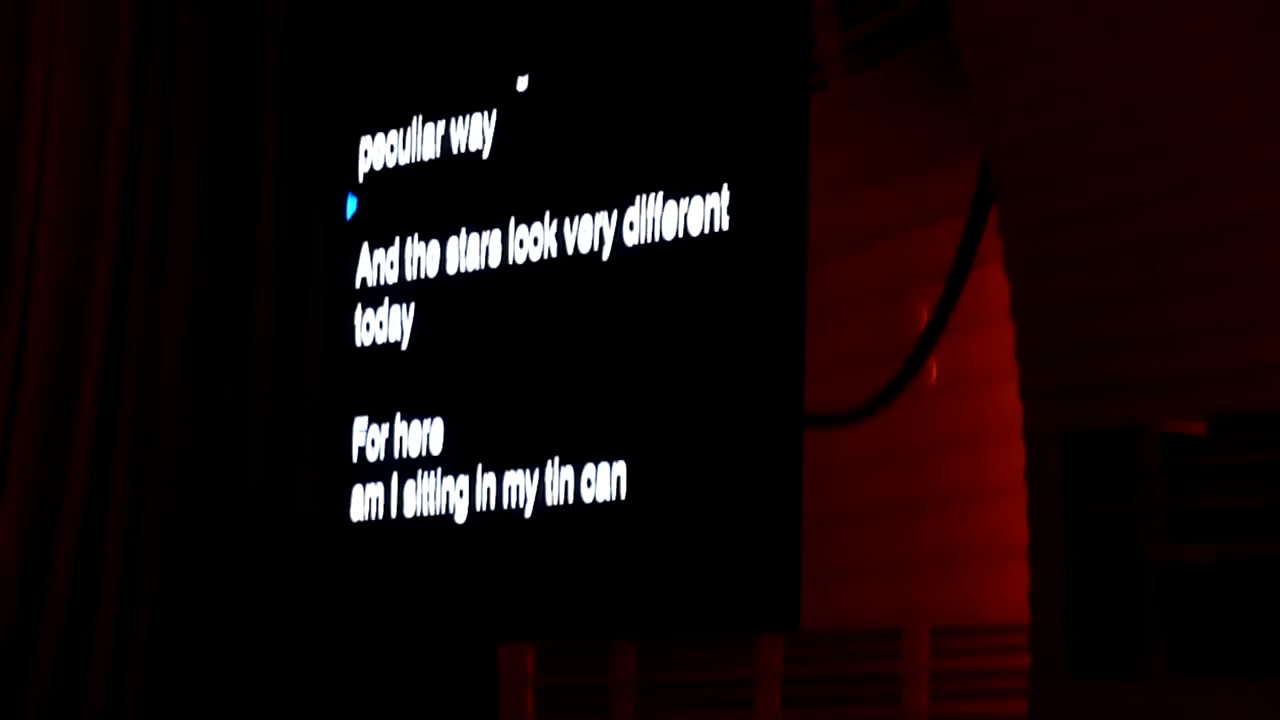 peculiar way
And the stars look very different
today
For here
am I sitting in my tin can